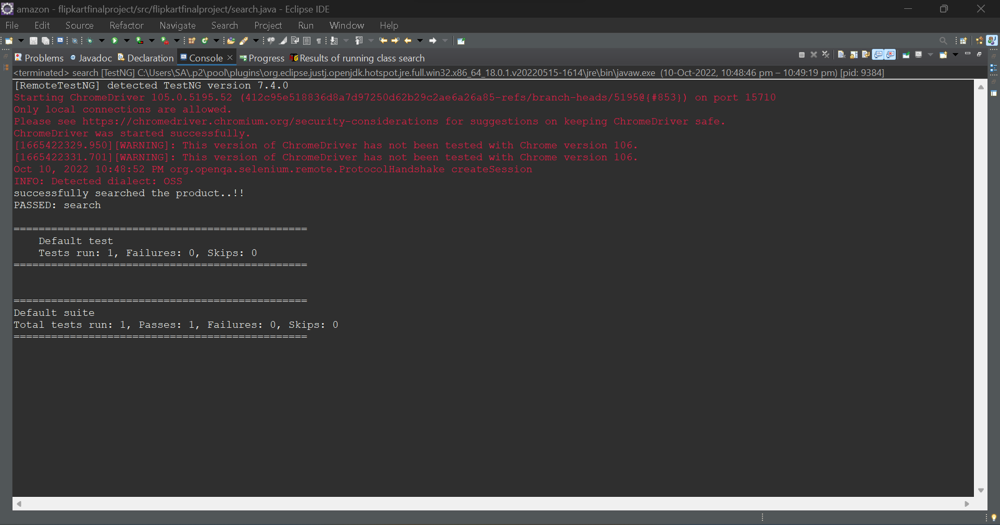 amazon - flipkartfinalproject/src/flipkartfinalproject/search.java - Eclipse IDE
File Edit Source Refactor Navigate Search Project Run Window Help
Problems Javadoc Declaration Console Progress Results of running class search
<terminated> search [TestNG] C:\Users\SA\.p2\pool\plugins\org.eclipse.justj.openjdk.hotspot.jre.full.win32.x86_64_18.0.1.v20220515-1614\jre\bin\javaw.exe (10-Oct-2022, 10:48:46 pm – 10:49:19 pm) [pid: 9384]
[RemoteTestNG] detected TestNG version 7.4.0
Starting ChromeDriver 105.0.5195.52 (412c95e518836d8a7d97250d62b29c2ae6a26a85-refs/branch-heads/5195@{#853}) on port 15710
Only local connections are allowed.
Please see https://chromedriver.chromium.org/security-considerations for suggestions on keeping ChromeDriver safe.
ChromeDriver was started successfully.
[1665422329.950][WARNING]: This version of ChromeDriver has not been tested with Chrome version 106.
[1665422331.701][WARNING]: This version of ChromeDriver has not been tested with Chrome version 106.
Oct 10, 2022 10:48:52 PM org.openqa.selenium.remote.ProtocolHandshake createSession
INFO: Detected dialect: OSS
successfully searched the product..!!
PASSED: search
===============================================
Default test
Tests run: 1, Failures: 0, Skips: 0
===============================================
===============================================
Default suite
Total tests run: 1, Passes: 1, Failures: 0, Skips: 0
===============================================